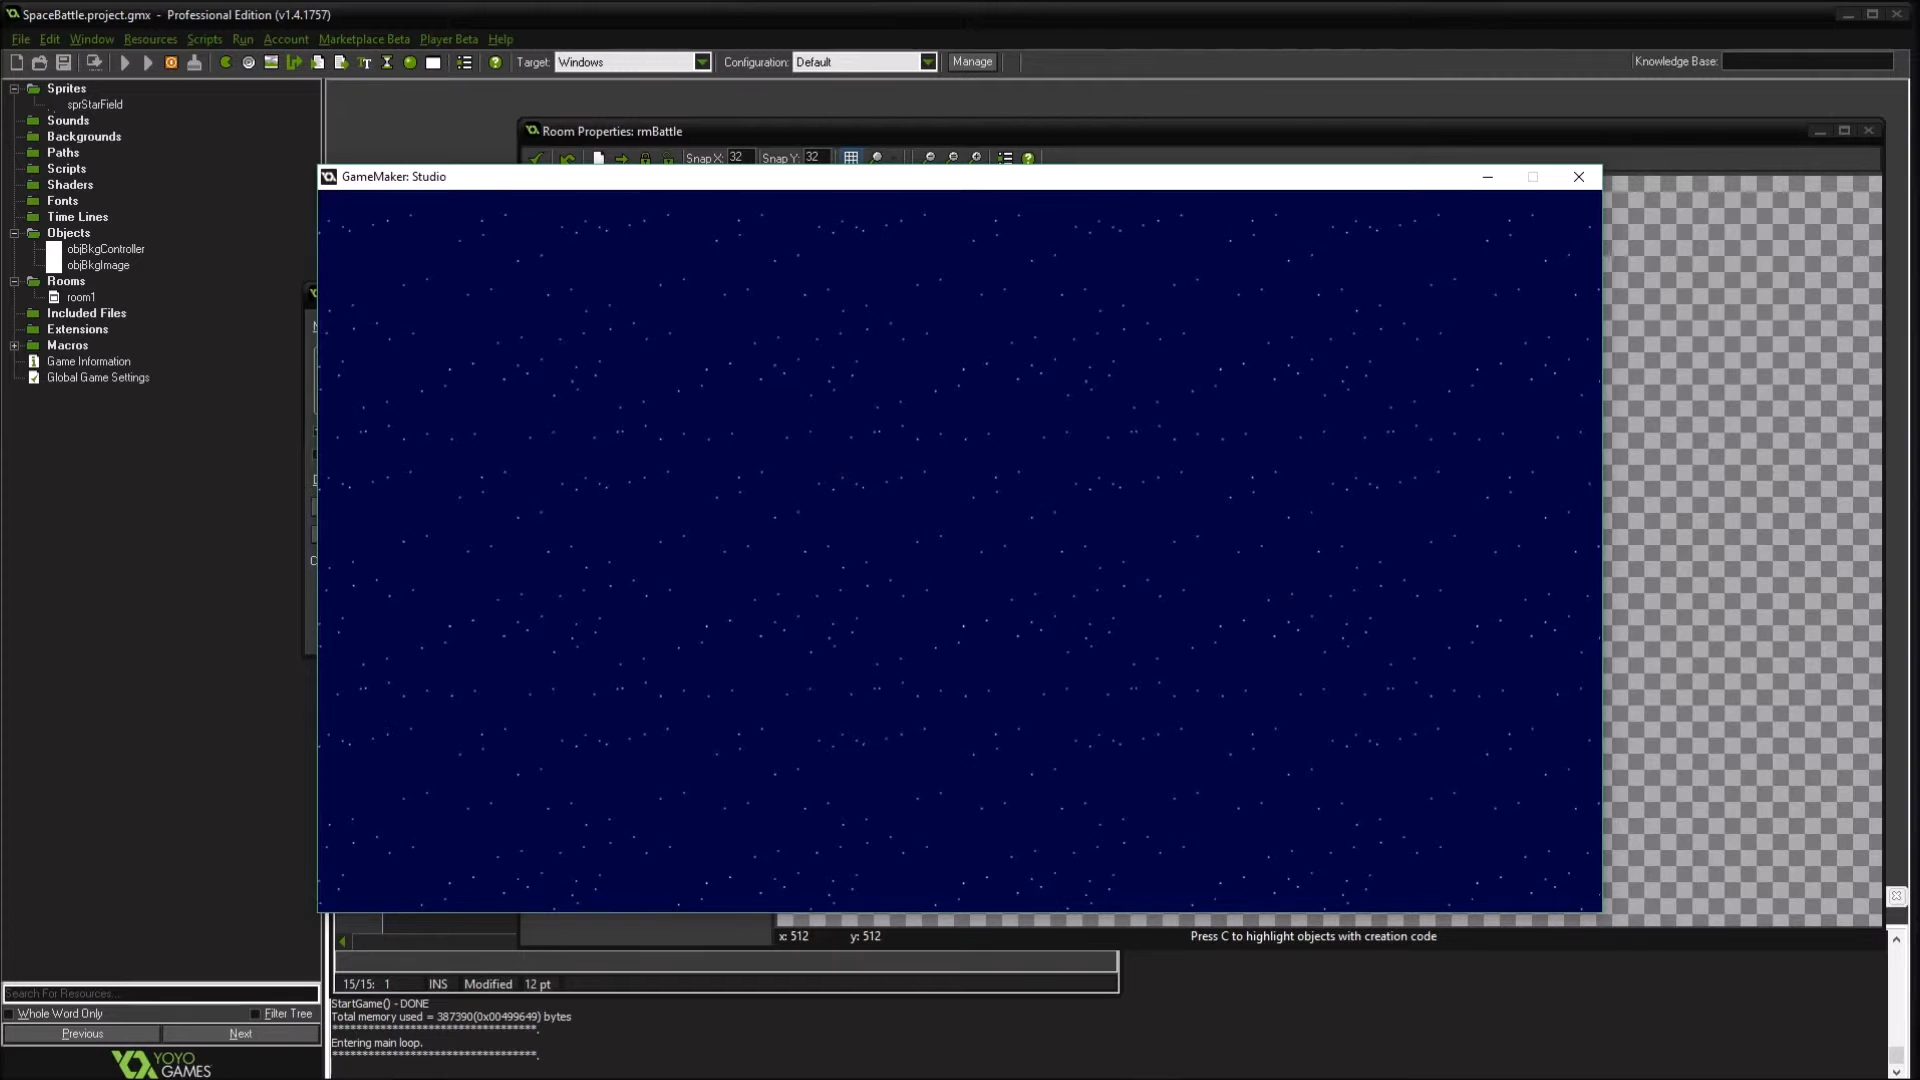 SpaceBattle.project.gmx - Professional Edition (v1.4.1757)
File Edit Window Resources Scripts Run Account Marketplace Beta Player Beta Help
Target: Windows Configuration: Default Manage Knowledge Base:
Sprites
sprStarField
Sounds
Backgrounds
Paths
Scripts
Shaders
Fonts
Time Lines
Objects
objBkgController
objBkgImage
Rooms
room1
Included Files
Extensions
Macros
Game Information
Global Game Settings
Search For Resources...
Whole Word Only Filter Tree
Previous Next
YOYO
GAMES
Room Properties: rmBattle
Snap X: 32 Snap Y: 32
GameMaker: Studio
x: 512 y: 512 Press C to highlight objects with creation code
15/15: 1 INS Modified 12 pt
StartGame() - DONE
Total memory used = 387390(0x00499649) bytes
**********************************.
Entering main loop.
**********************************.